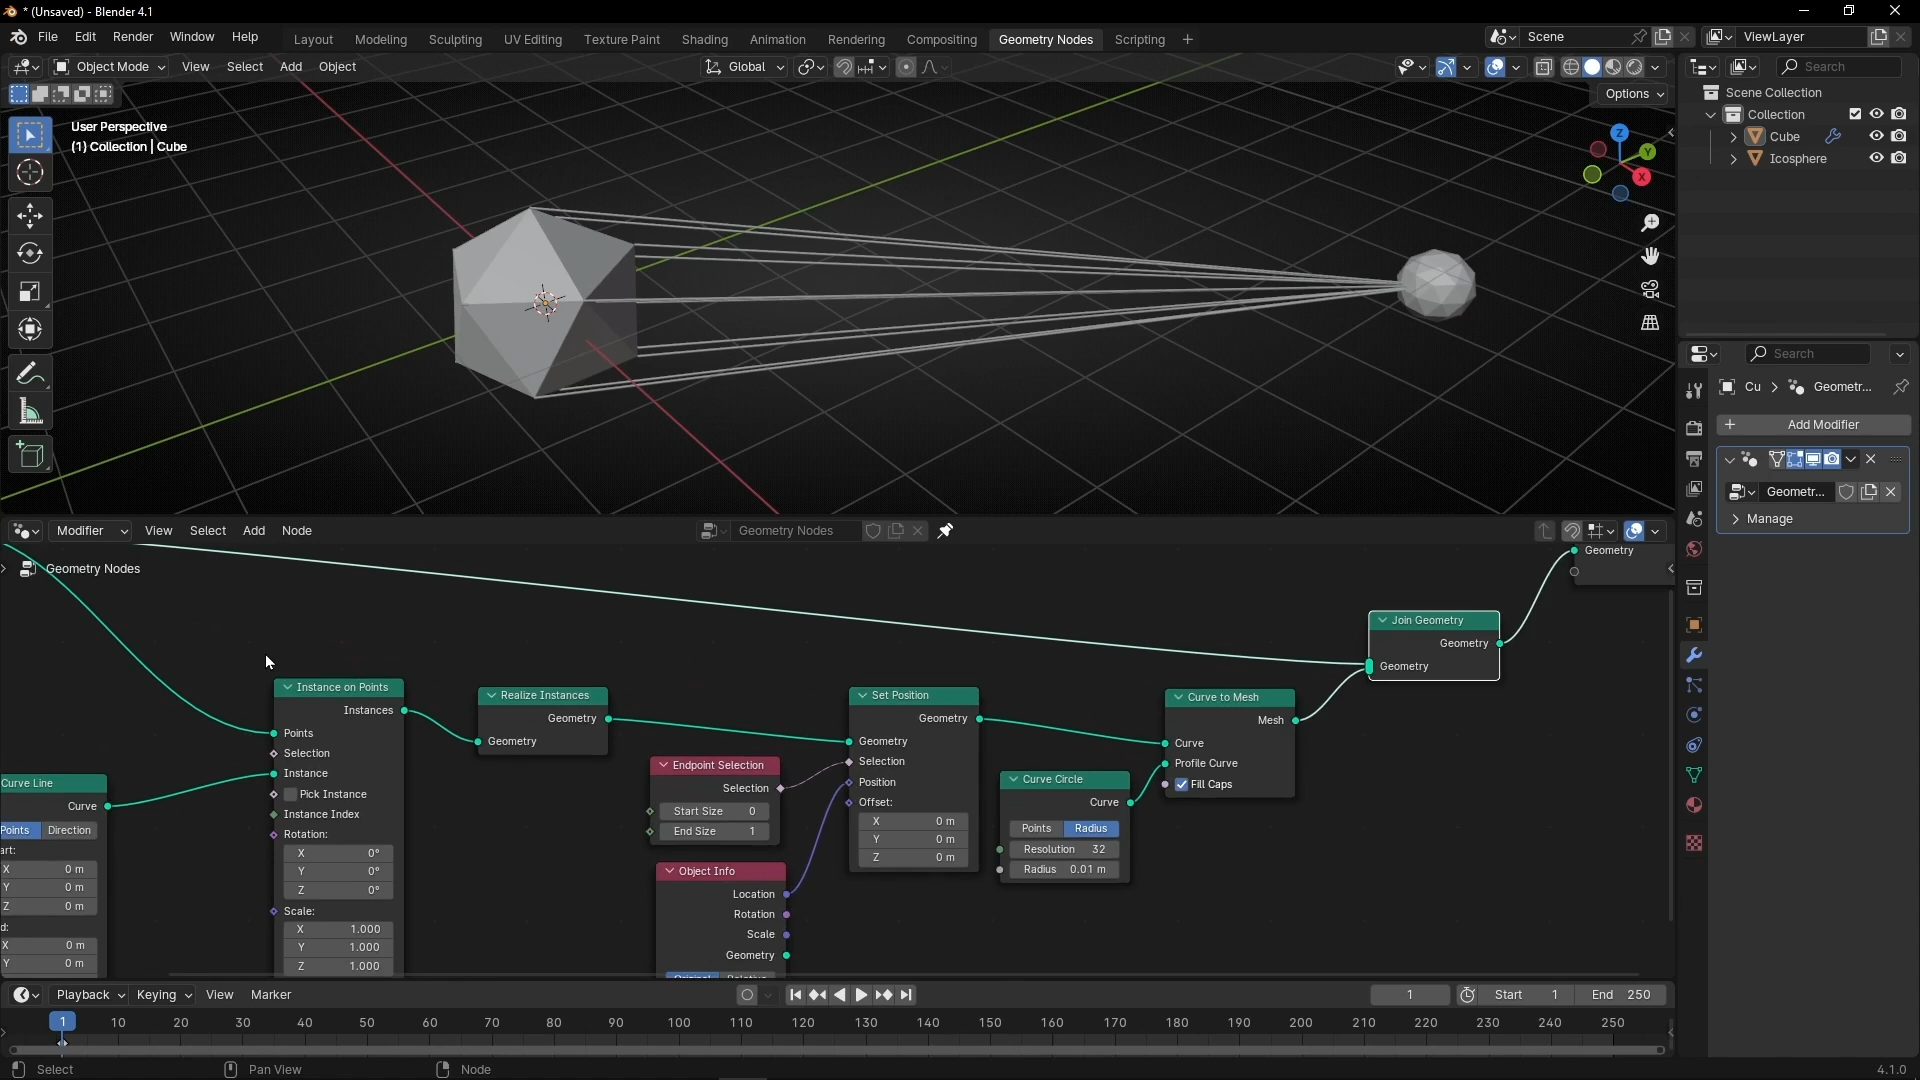 * (Unsaved) - Blender 4.1
File Edit Render Window Help
Layout Modeling Sculpting UV Editing Texture Paint Shading Animation Rendering Compositing Geometry Nodes Scripting +
Scene
ViewLayer
Object Mode View Select Add Object
Global
Search
Options
User Perspective
(1) Collection | Cube
Z
Y
X
Scene Collection
Collection
Cube
Icosphere
Search
Cu > Geometr...
+ Add Modifier
Geometr...
Manage
Modifier View Select Add Node
Geometry Nodes
Geometry Nodes
Geometry
Join Geometry
Geometry
Geometry
Instance on Points
Instances
Points
Selection
Instance
Pick Instance
Instance Index
Rotation:
X 0°
Y 0°
Z 0°
Scale:
X 1.000
Y 1.000
Z 1.000
Curve Line
Curve
Points Direction
art:
X 0 m
Y 0 m
Z 0 m
d:
X 0 m
Y 0 m
Realize Instances
Geometry
Geometry
Endpoint Selection
Selection
Start Size 0
End Size 1
Object Info
Location
Rotation
Scale
Geometry
Set Position
Geometry
Geometry
Selection
Position
Offset:
X 0 m
Y 0 m
Z 0 m
Curve Circle
Curve
Points Radius
Resolution 32
Radius 0.01 m
Curve to Mesh
Mesh
Curve
Profile Curve
Fill Caps
Playback Keying View Marker
1 Start 1 End 250
1 10 20 30 40 50 60 70 80 90 100 110 120 130 140 150 160 170 180 190 200 210 220 230 240 250
Select Pan View Node
4.1.0